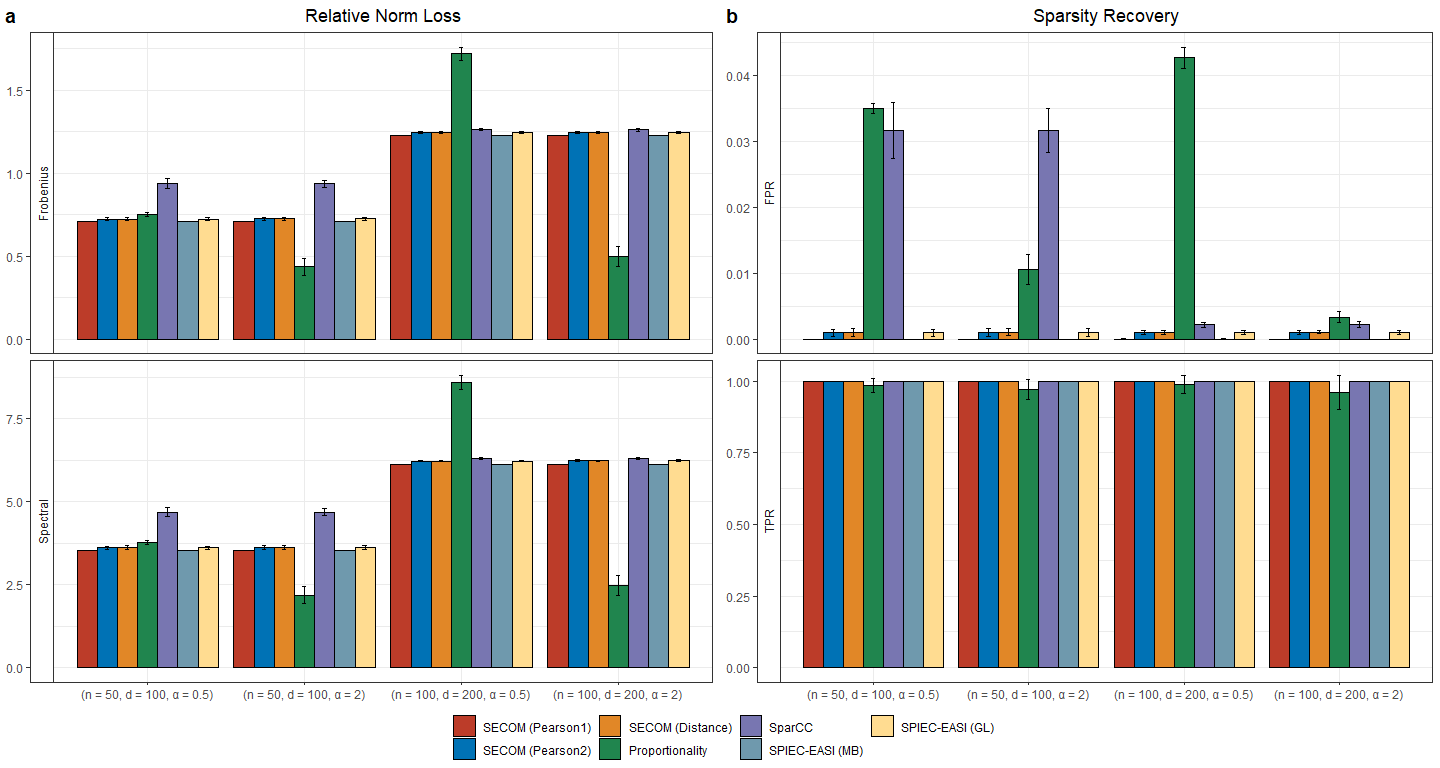 a
Relative Norm Loss
Frobenius
1.5
1.0
0.5
0.0
Spectral
7.5
5.0
2.5
0.0
(n = 50, d = 100, α = 0.5)
(n = 50, d = 100, α = 2)
(n = 100, d = 200, α = 0.5)
(n = 100, d = 200, α = 2)
b
Sparsity Recovery
FPR
0.04
0.03
0.02
0.01
0.00
TPR
1.00
0.75
0.50
0.25
0.00
(n = 50, d = 100, α = 0.5)
(n = 50, d = 100, α = 2)
(n = 100, d = 200, α = 0.5)
(n = 100, d = 200, α = 2)
SECOM (Pearson1)
SECOM (Pearson2)
SECOM (Distance)
Proportionality
SparCC
SPIEC-EASI (MB)
SPIEC-EASI (GL)